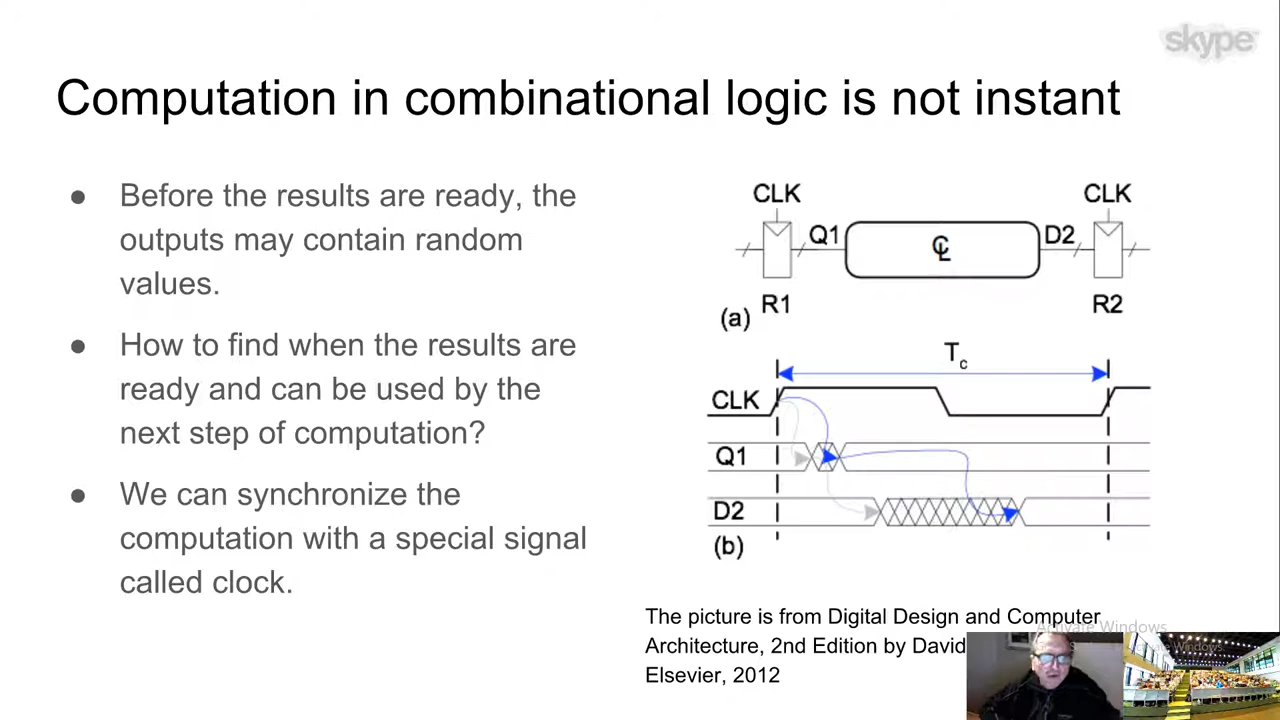 skype
Computation in combinational logic is not instant
● Before the results are ready, the
outputs may contain random
values.
● How to find when the results are
ready and can be used by the
next step of computation?
● We can synchronize the
computation with a special signal
called clock.
CLK CLK
Q1 CL D2
R1 R2
(a)
Tc
CLK
Q1
D2
(b)
The picture is from Digital Design and Computer
Architecture, 2nd Edition by David
Elsevier, 2012
Activate Windows